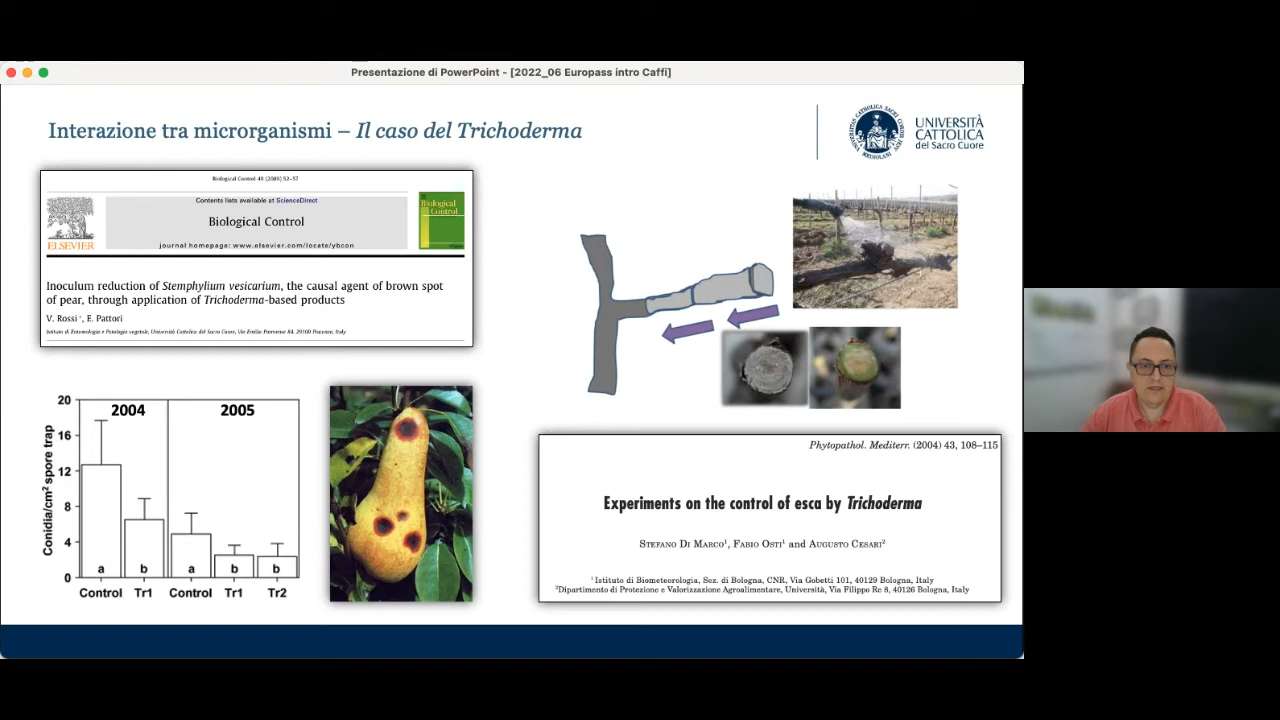 Presentazione di PowerPoint - [2022_06 Europass intro Caffi]
Interazione tra microrganismi – Il caso del Trichoderma
UNIVERSITÀ
CATTOLICA
del Sacro Cuore
Biological Control 49 (2009) 52–57
Contents lists available at ScienceDirect
Biological Control
journal homepage: www.elsevier.com/locate/ybcon
ELSEVIER
Biological
Control
Inoculum reduction of Stemphylium vesicarium, the causal agent of brown spot
of pear, through application of Trichoderma-based products
V. Rossi *, E. Pattori
Istituto di Entomologia e Patologia vegetale, Università Cattolica del Sacro Cuore, Via Emilia Parmense 84, 29100 Piacenza, Italy
Conidia/cm² spore trap
20
16
12
8
4
0
2004
2005
a
b
a
b
b
Control
Tr1
Control
Tr1
Tr2
Phytopathol. Mediterr. (2004) 43, 108–115
Experiments on the control of esca by Trichoderma
STEFANO DI MARCO¹, FABIO OSTI¹ and AUGUSTO CESARI²
¹ Istituto di Biometeorologia, Sez. di Bologna, CNR, Via Gobetti 101, 40129 Bologna, Italy
²Dipartimento di Protezione e Valorizzazione Agroalimentare, Università, Via Filippo Re 8, 40126 Bologna, Italy